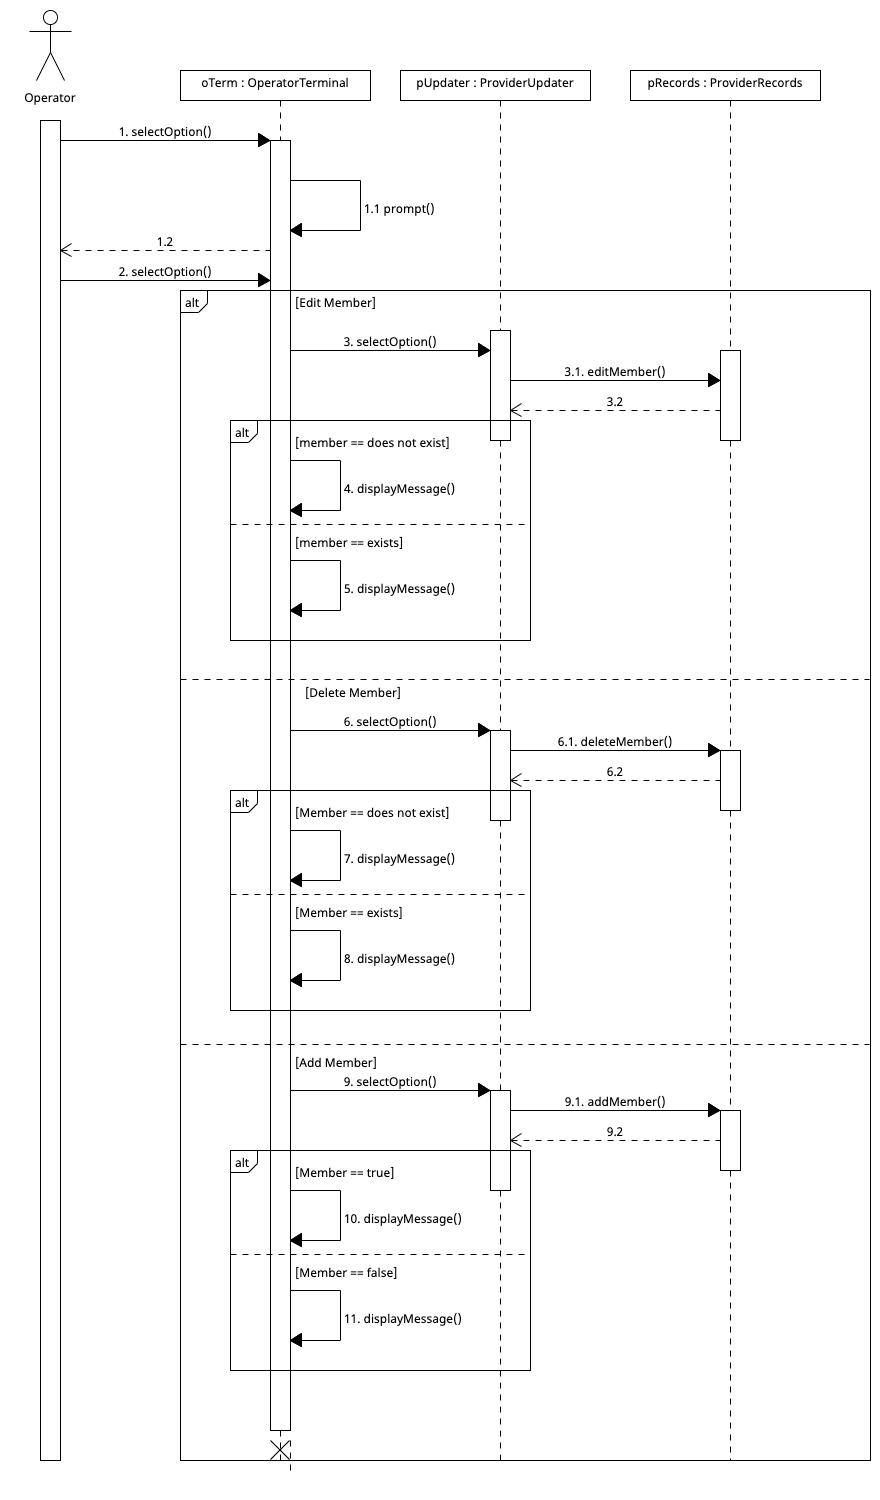 Operator
oTerm : OperatorTerminal
pUpdater : ProviderUpdater
pRecords : ProviderRecords
1. selectOption()
1.1 prompt()
1.2
2. selectOption()
alt
[Edit Member]
3. selectOption()
3.1. editMember()
3.2
alt
[member == does not exist]
4. displayMessage()
[member == exists]
5. displayMessage()
[Delete Member]
6. selectOption()
6.1. deleteMember()
6.2
alt
[Member == does not exist]
7. displayMessage()
[Member == exists]
8. displayMessage()
[Add Member]
9. selectOption()
9.1. addMember()
9.2
alt
[Member == true]
10. displayMessage()
[Member == false]
11. displayMessage()